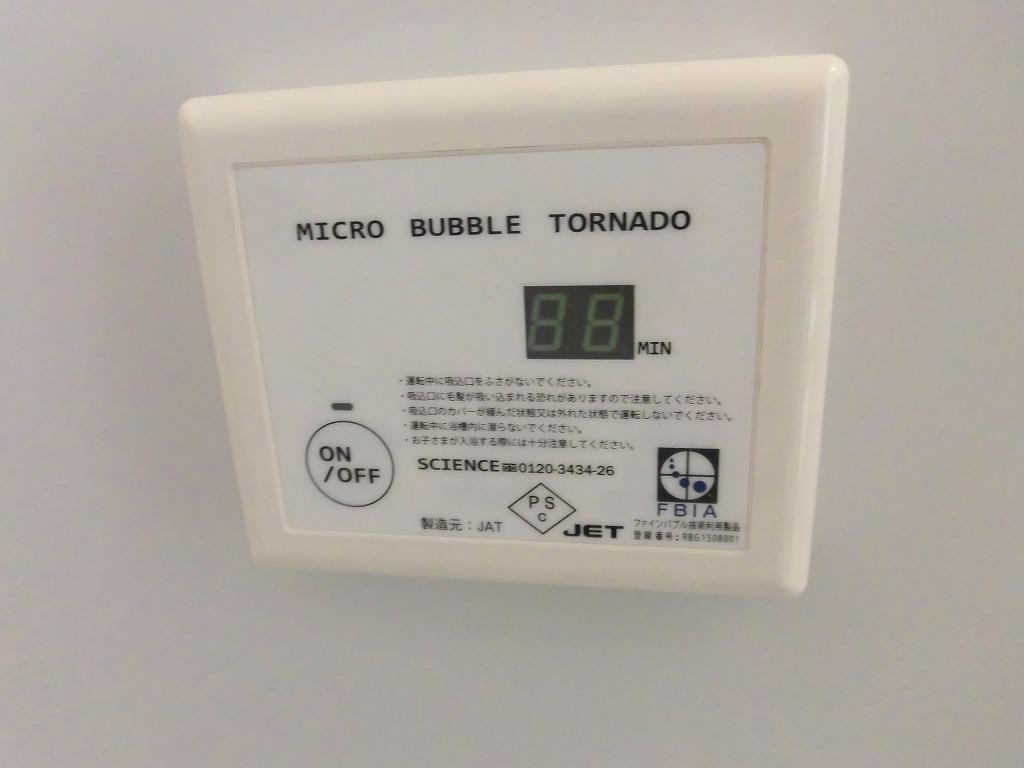 MICRO BUBBLE TORNADO
88 MIN
・運転中に吸込口をふさがないでください。
・吸込口に毛髪が吸い込まれる恐れがありますので注意してください。
・吸込口のカバーが緩んだ状態又は外れた状態で運転しないでください。
・運転中に浴槽内に潜らないでください。
・お子さまが入浴する際には十分注意してください。
ON
/OFF
SCIENCE 0120-3434-26
PS
C
FBIA
製造元：JAT
JET
ファインバブル技術利用製品
登録番号：RBG1508001